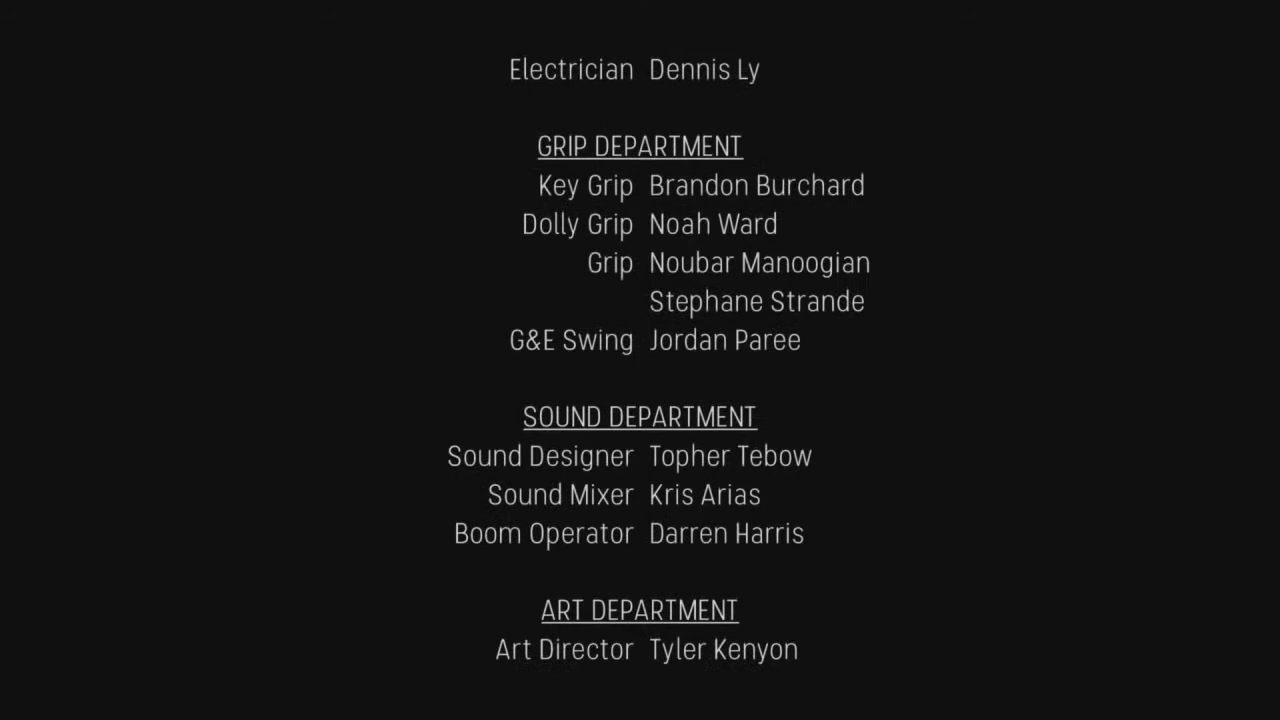 Electrician Dennis Ly
GRIP DEPARTMENT
Key Grip Brandon Burchard
Dolly Grip Noah Ward
Grip Noubar Manoogian
Stephane Strande
G&E Swing Jordan Paree
SOUND DEPARTMENT
Sound Designer Topher Tebow
Sound Mixer Kris Arias
Boom Operator Darren Harris
ART DEPARTMENT
Art Director Tyler Kenyon